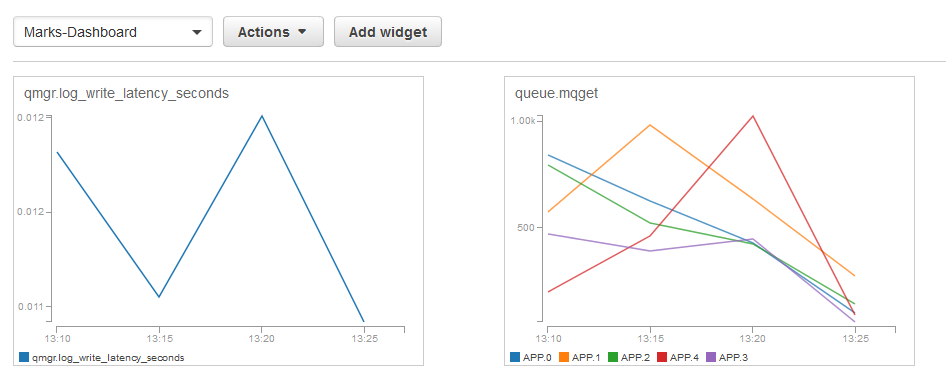 Marks-Dashboard Actions Add widget
qmgr.log_write_latency_seconds
0.012
0.012
0.011
13:10 13:15 13:20 13:25
qmgr.log_write_latency_seconds
queue.mqget
1.00k
500
13:10 13:15 13:20 13:25
APP.0 APP.1 APP.2 APP.4 APP.3